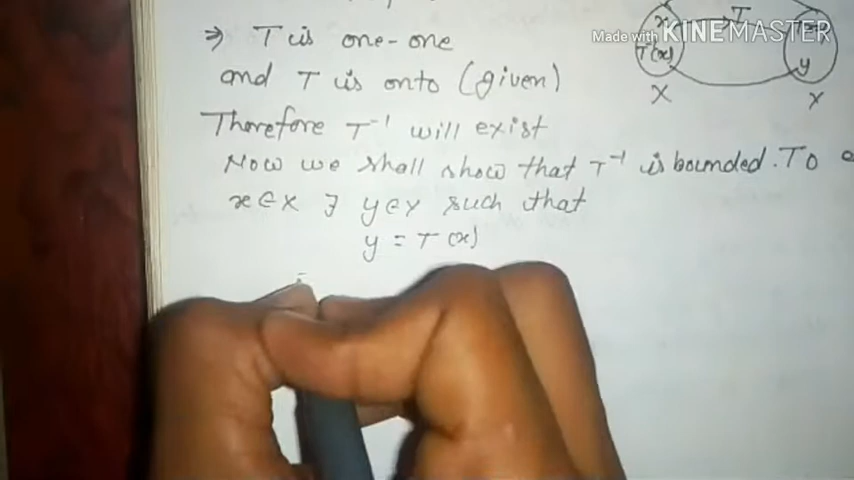 Made with KINEMASTER
x T
T⁻¹(x) y
X Y
⇒ T is one-one
and T is onto (given)
Therefore T⁻¹ will exist
Now we shall show that T⁻¹ is bounded. To
x∈X ∃ y∈Y such that
y = T(x)